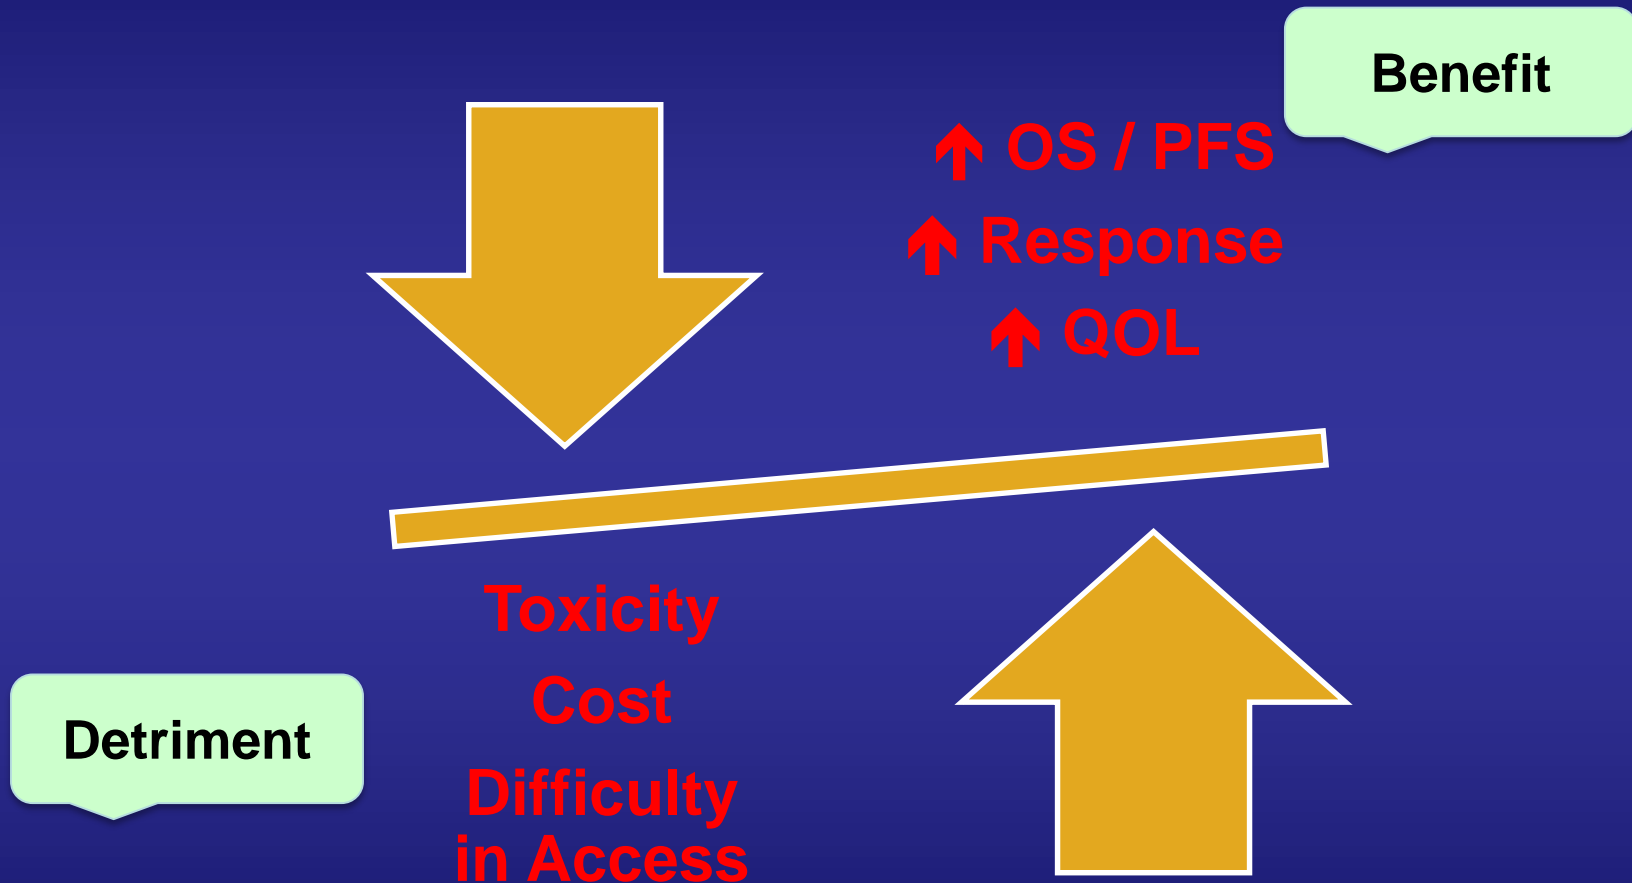 Benefit
↑ OS / PFS
↑ Response
↑ QOL
Toxicity
Cost
Difficulty
in Access
Detriment